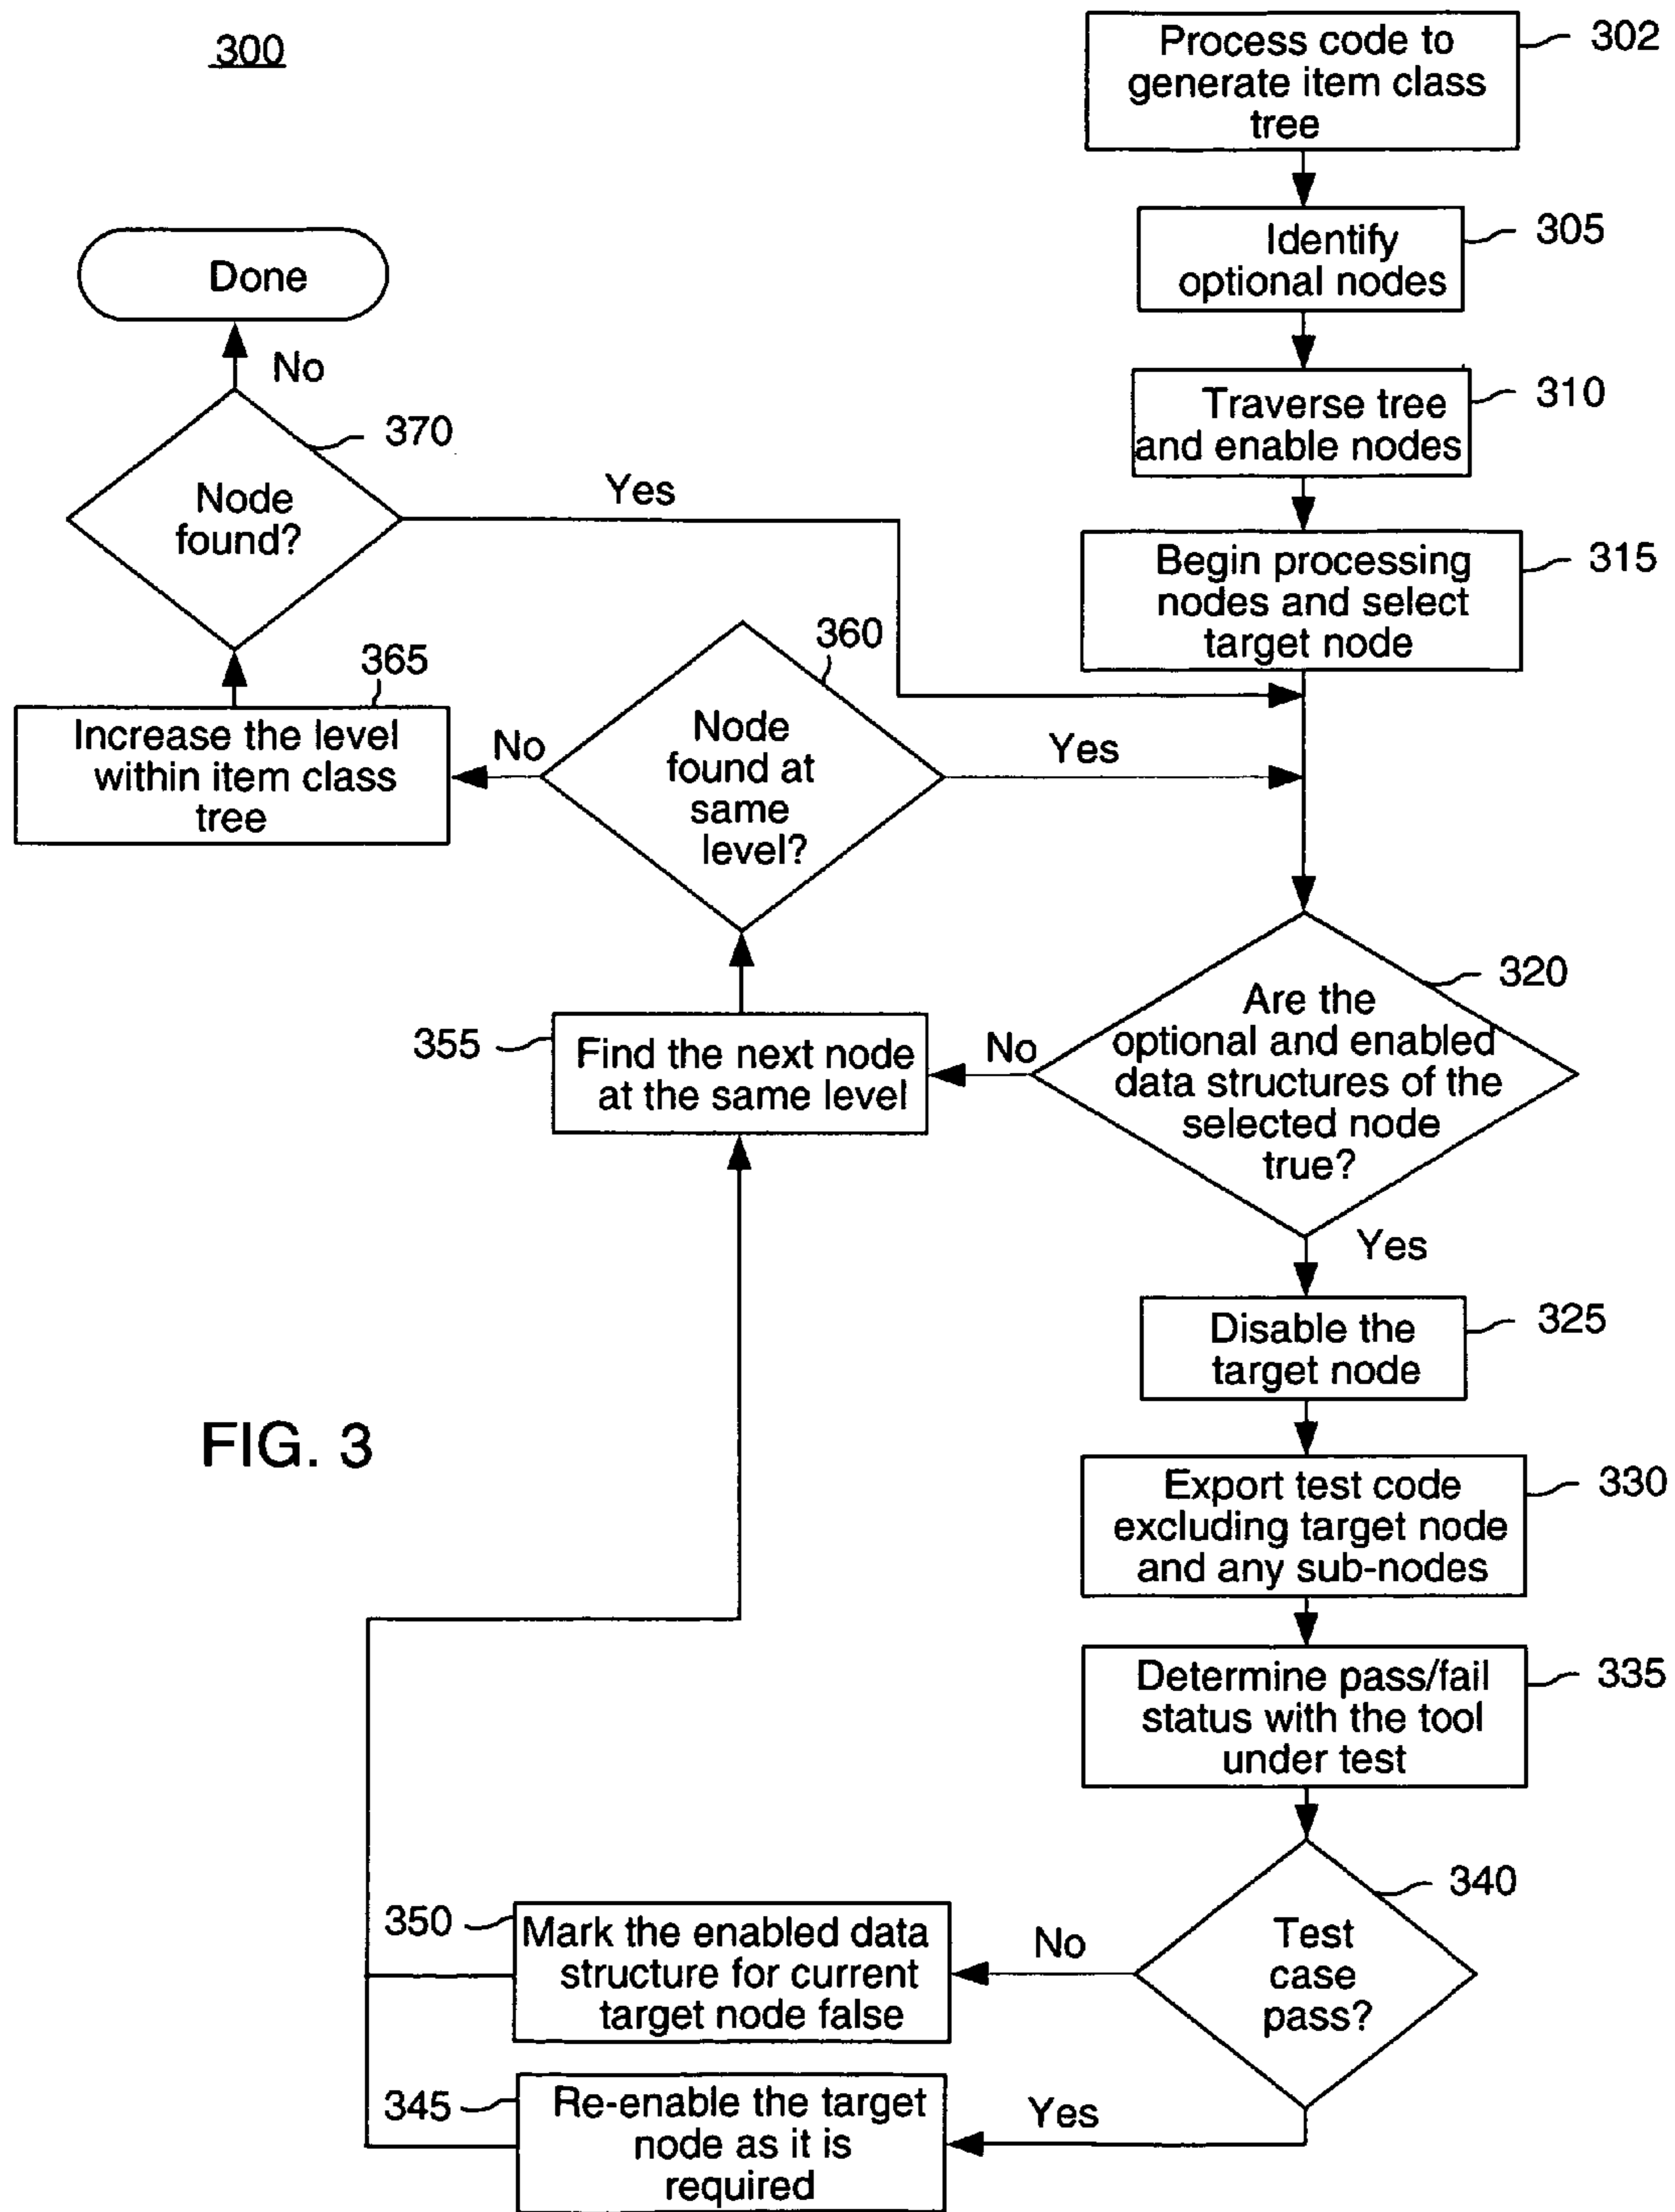 300
Process code to
generate item class
tree
302
Identify
optional nodes
305
Traverse tree
and enable nodes
310
Begin processing
nodes and select
target node
315
Done
No
370
Node
found?
Yes
365
Increase the level
within item class
tree
No
360
Node
found at
same
level?
Yes
320
Are the
optional and enabled
data structures of the
selected node
true?
No
355
Find the next node
at the same level
Yes
Disable the
target node
325
FIG. 3
Export test code
excluding target node
and any sub-nodes
330
Determine pass/fail
status with the tool
under test
335
340
Test
case
pass?
No
350
Mark the enabled data
structure for current
target node false
Yes
345
Re-enable the target
node as it is
required